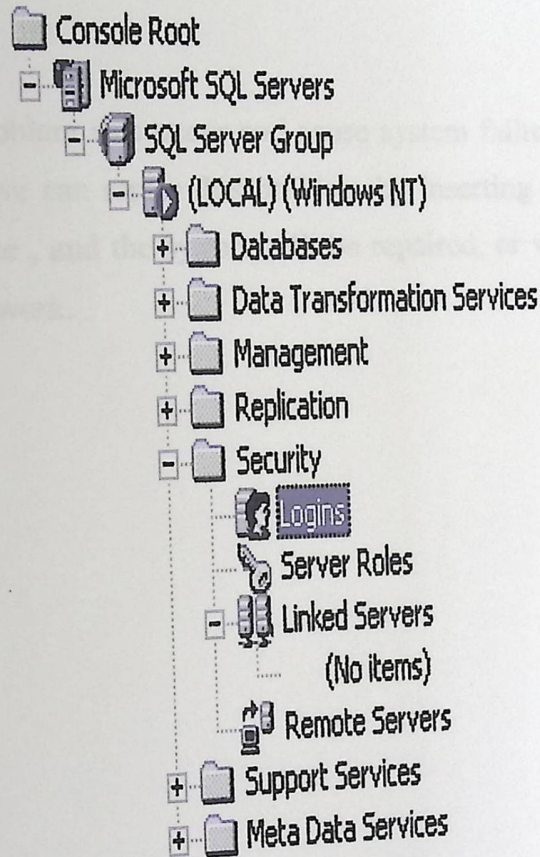 Console Root
Microsoft SQL Servers
SQL Server Group
(LOCAL) (Windows NT)
Databases
Data Transformation Services
Management
Replication
Security
Logins
Server Roles
Linked Servers
(No items)
Remote Servers
Support Services
Meta Data Services